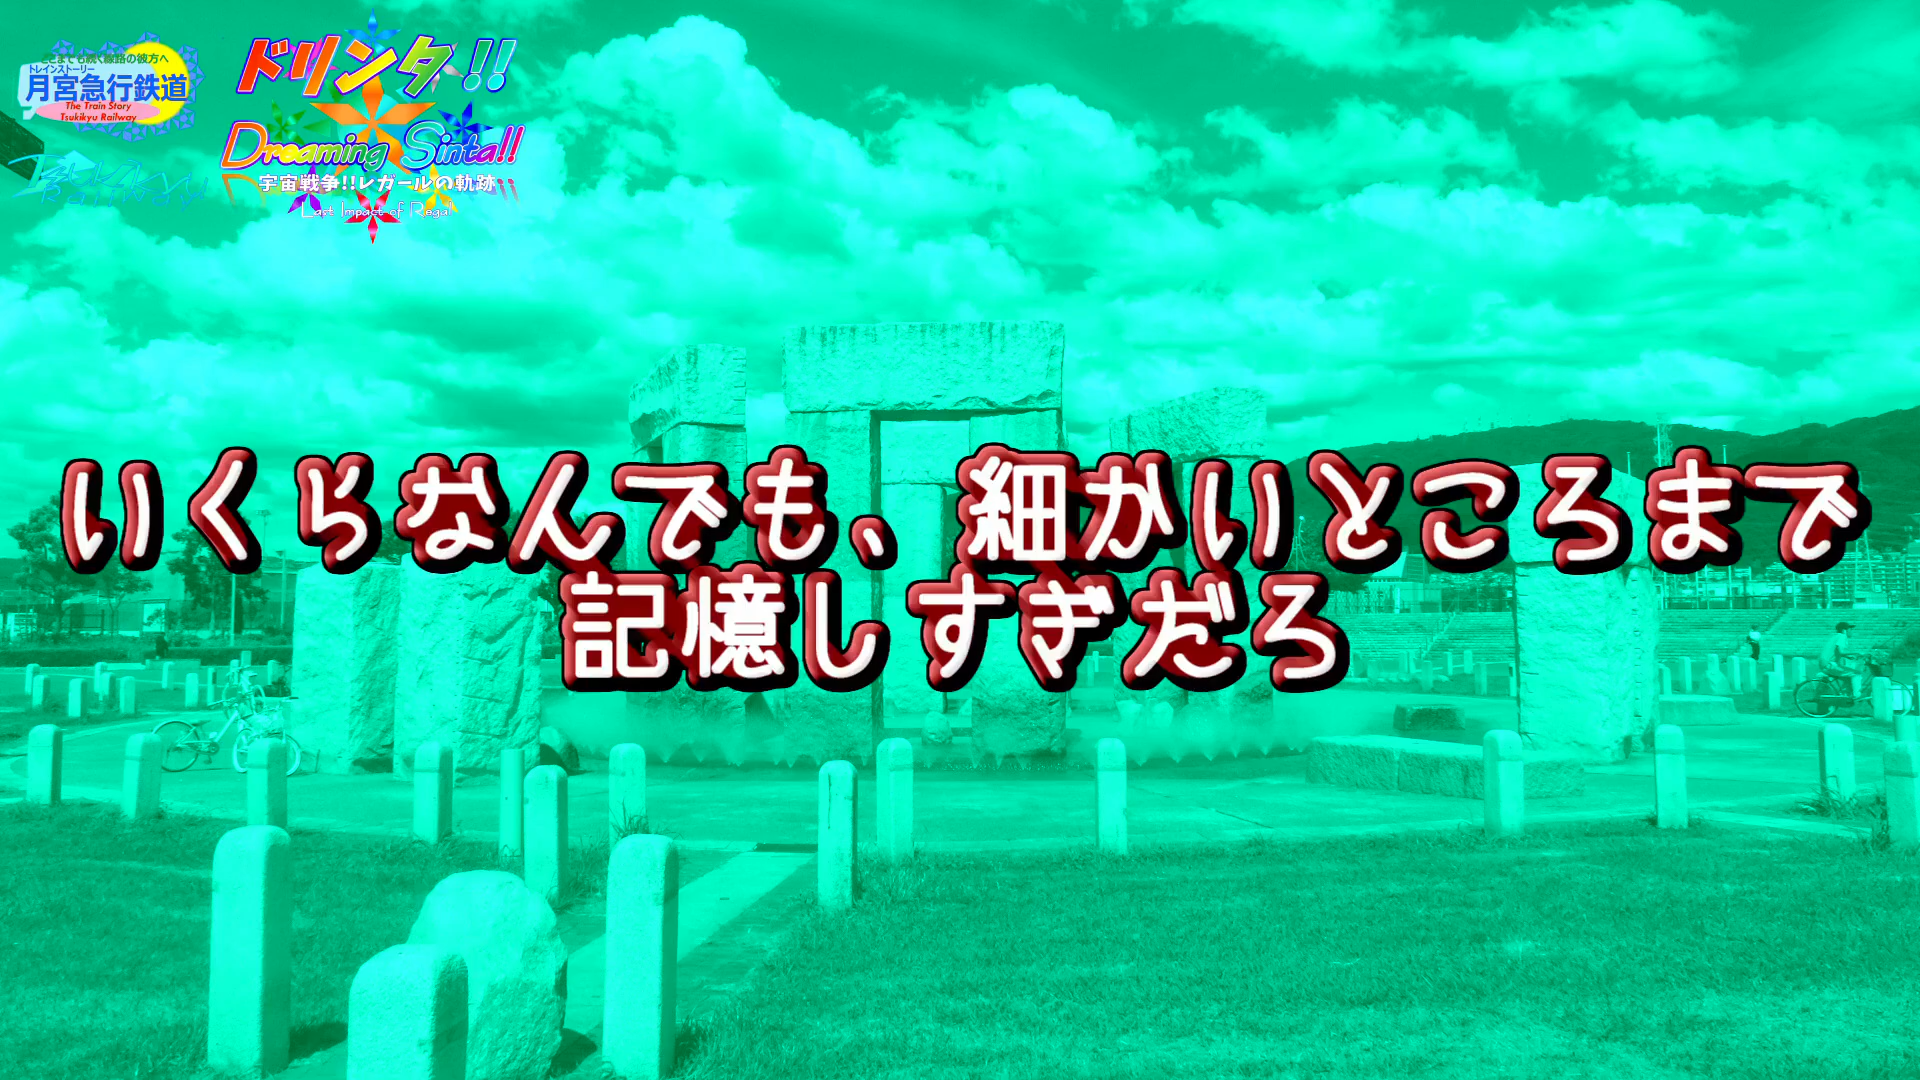 どこまでも続く線路の彼方へ
トレインストーリー
月宮急行鉄道
The Train Story
Tsukikyu Railway
ドリンタ!!
Dreaming Sinta!!
宇宙戦争!!レガールの軌跡
Last Impact of Regal
いくらなんでも、細かいところまで
記憶しすぎだろ